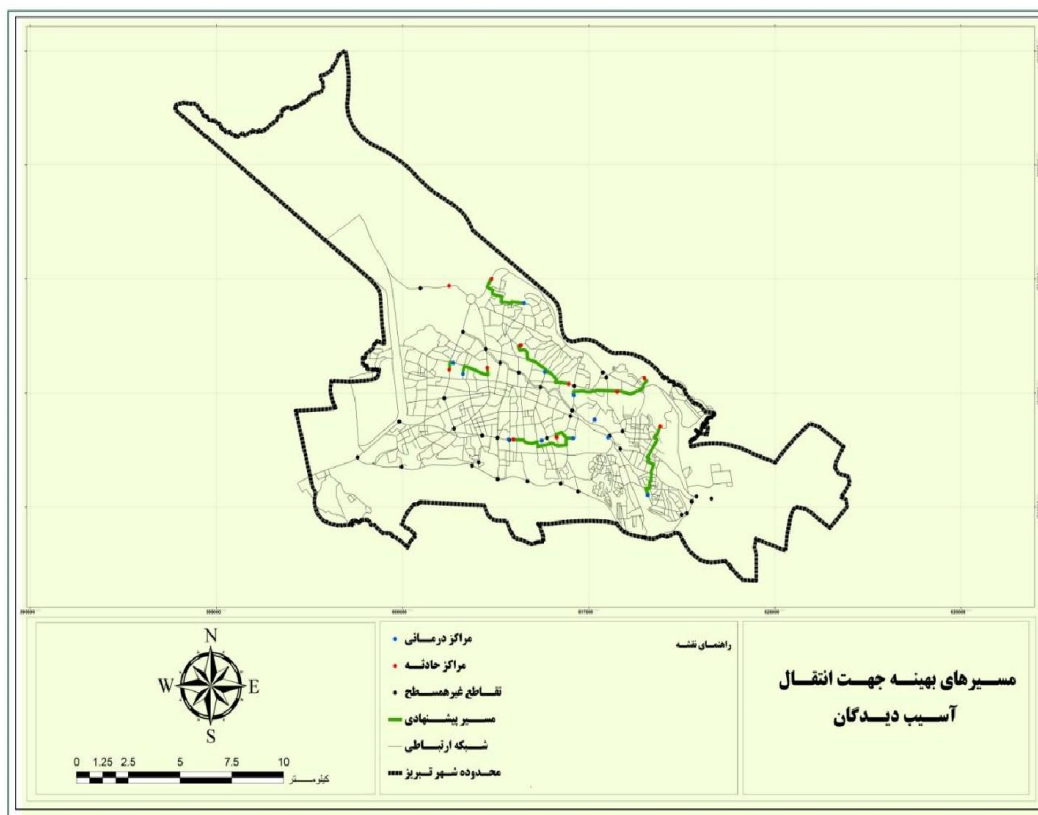 مسیرهای بهینه جهت انتقال
آسیب دیدگان
راهنمای نقشه
مراکز درمانی
مراکز حادثه
تقاطع غیرهمسطح
مسیر پیشنهادی
شبکه ارتباطی
محدوده شهر تبریز
N
W E
S
0 1.25 2.5 5 7.5 10
کیلومتر